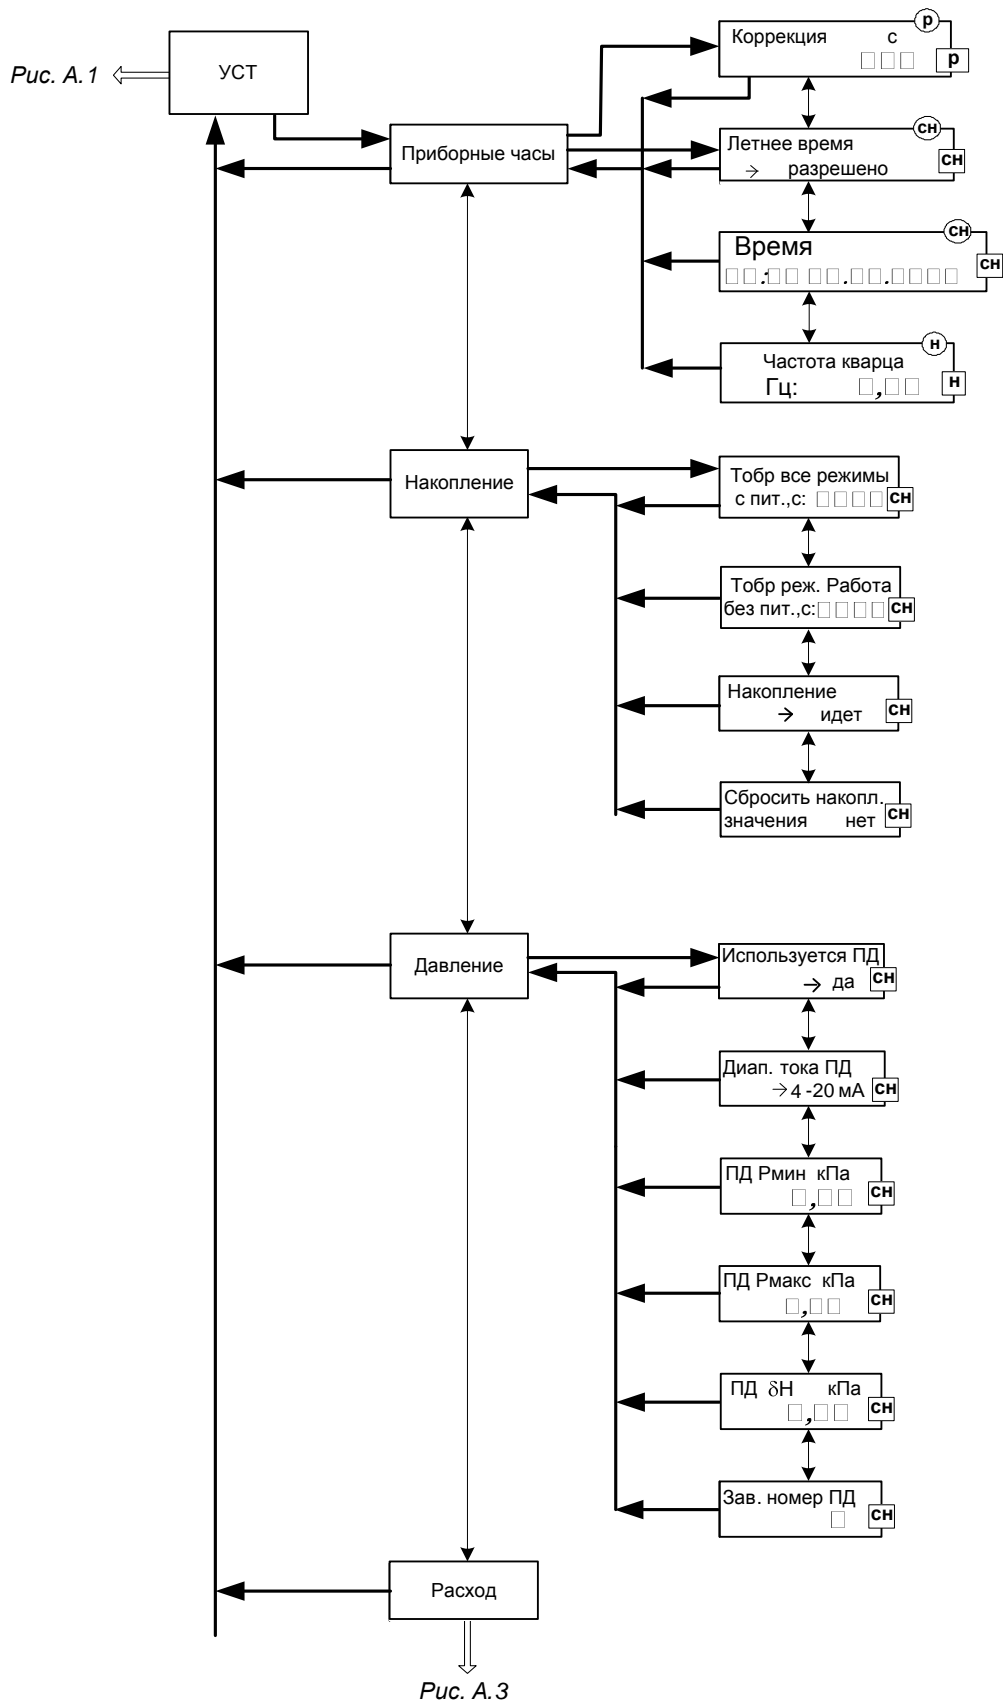 Рис. А.1
УСТ
Приборные часы
Коррекция с
□□□
р
р
Летнее время
→ разрешено
сн
сн
Время
□□:□□ □□.□□.□□□□
сн
сн
Частота кварца
Гц: □,□□
н
н
Накопление
Тобр все режимы
с пит.,с: □□□□
сн
Тобр реж. Работа
без пит.,с:□□□□
сн
Накопление
→ идет
сн
Сбросить накопл.
значения нет
сн
Давление
Используется ПД
→ да
сн
Диап. тока ПД
→4 -20 мА
сн
ПД Рмин кПа
□,□□
сн
ПД Рмакс кПа
□,□□
сн
ПД δН кПа
□,□□
сн
Зав. номер ПД
□
сн
Расход
Рис. А.3